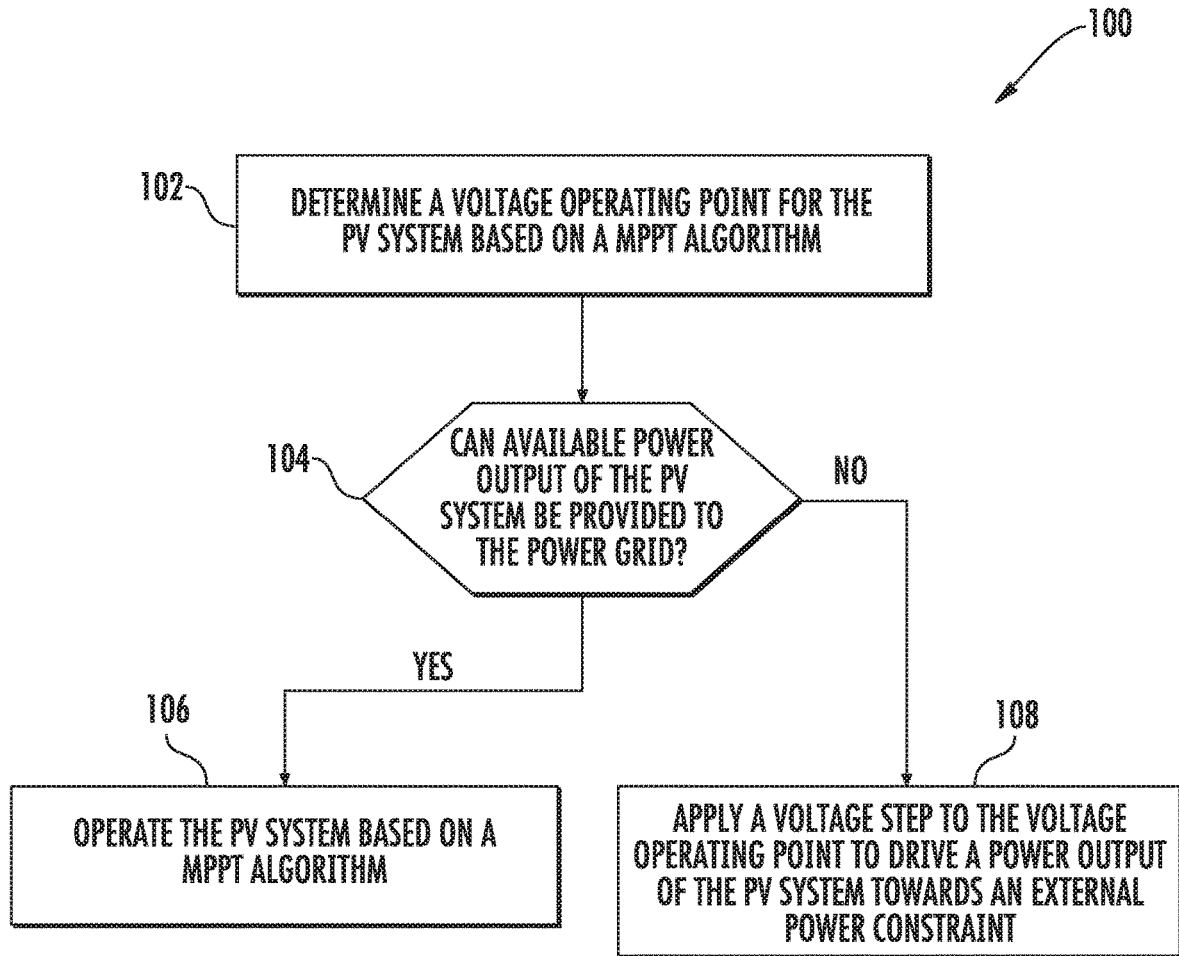 100
102
DETERMINE A VOLTAGE OPERATING POINT FOR THE
PV SYSTEM BASED ON A MPPT ALGORITHM
104
CAN AVAILABLE POWER
OUTPUT OF THE PV
SYSTEM BE PROVIDED TO
THE POWER GRID?
NO
YES
106
OPERATE THE PV SYSTEM BASED ON A
MPPT ALGORITHM
108
APPLY A VOLTAGE STEP TO THE VOLTAGE
OPERATING POINT TO DRIVE A POWER OUTPUT
OF THE PV SYSTEM TOWARDS AN EXTERNAL
POWER CONSTRAINT